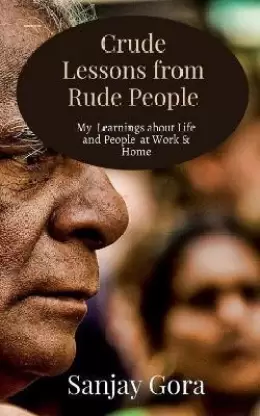 Crude
Lessons from
Rude People
My Learnings about Life
and People at Work &
Home
Sanjay Gora